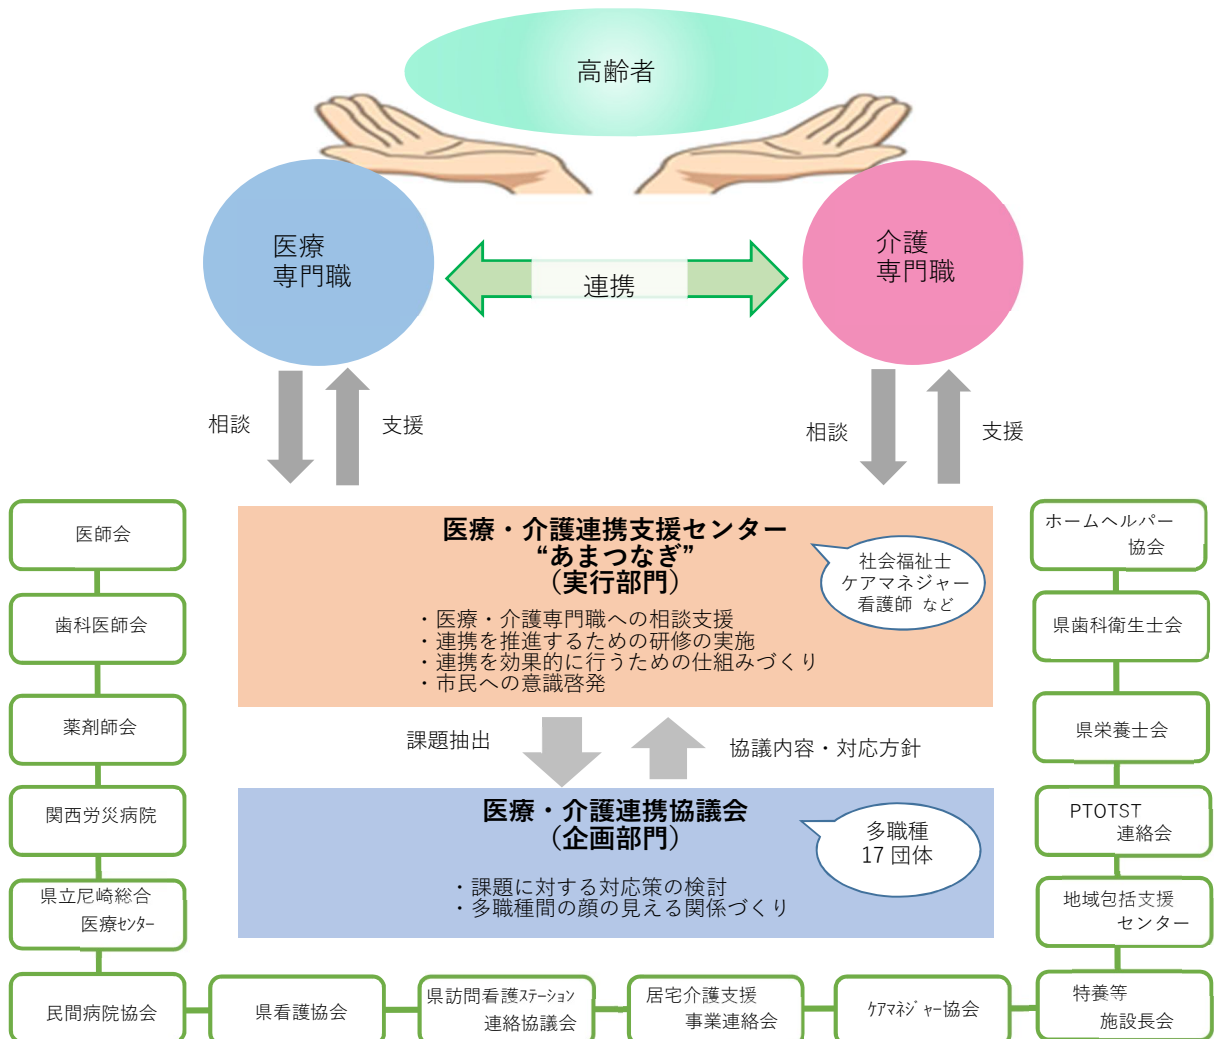 高齢者
医療
専門職
連携
介護
専門職
相談
支援
相談
支援
医療・介護連携支援センター
“あまつなぎ”
（実行部門）
・医療・介護専門職への相談支援
・連携を推進するための研修の実施
・連携を効果的に行うための仕組みづくり
・市民への意識啓発
社会福祉士
ケアマネジャー
看護師 など
課題抽出
協議内容・対応方針
医療・介護連携協議会
（企画部門）
・課題に対する対応策の検討
・多職種間の顔の見える関係づくり
多職種
17 団体
医師会
歯科医師会
薬剤師会
関西労災病院
県立尼崎総合
医療ｾﾝﾀｰ
民間病院協会
県看護協会
県訪問看護ｽﾃｰｼｮﾝ
連絡協議会
居宅介護支援
事業連絡会
ｹｱﾏﾈｼﾞｬｰ協会
特養等
施設長会
地域包括支援
センター
PTOTST
連絡会
県栄養士会
県歯科衛生士会
ホームヘルパー
協会